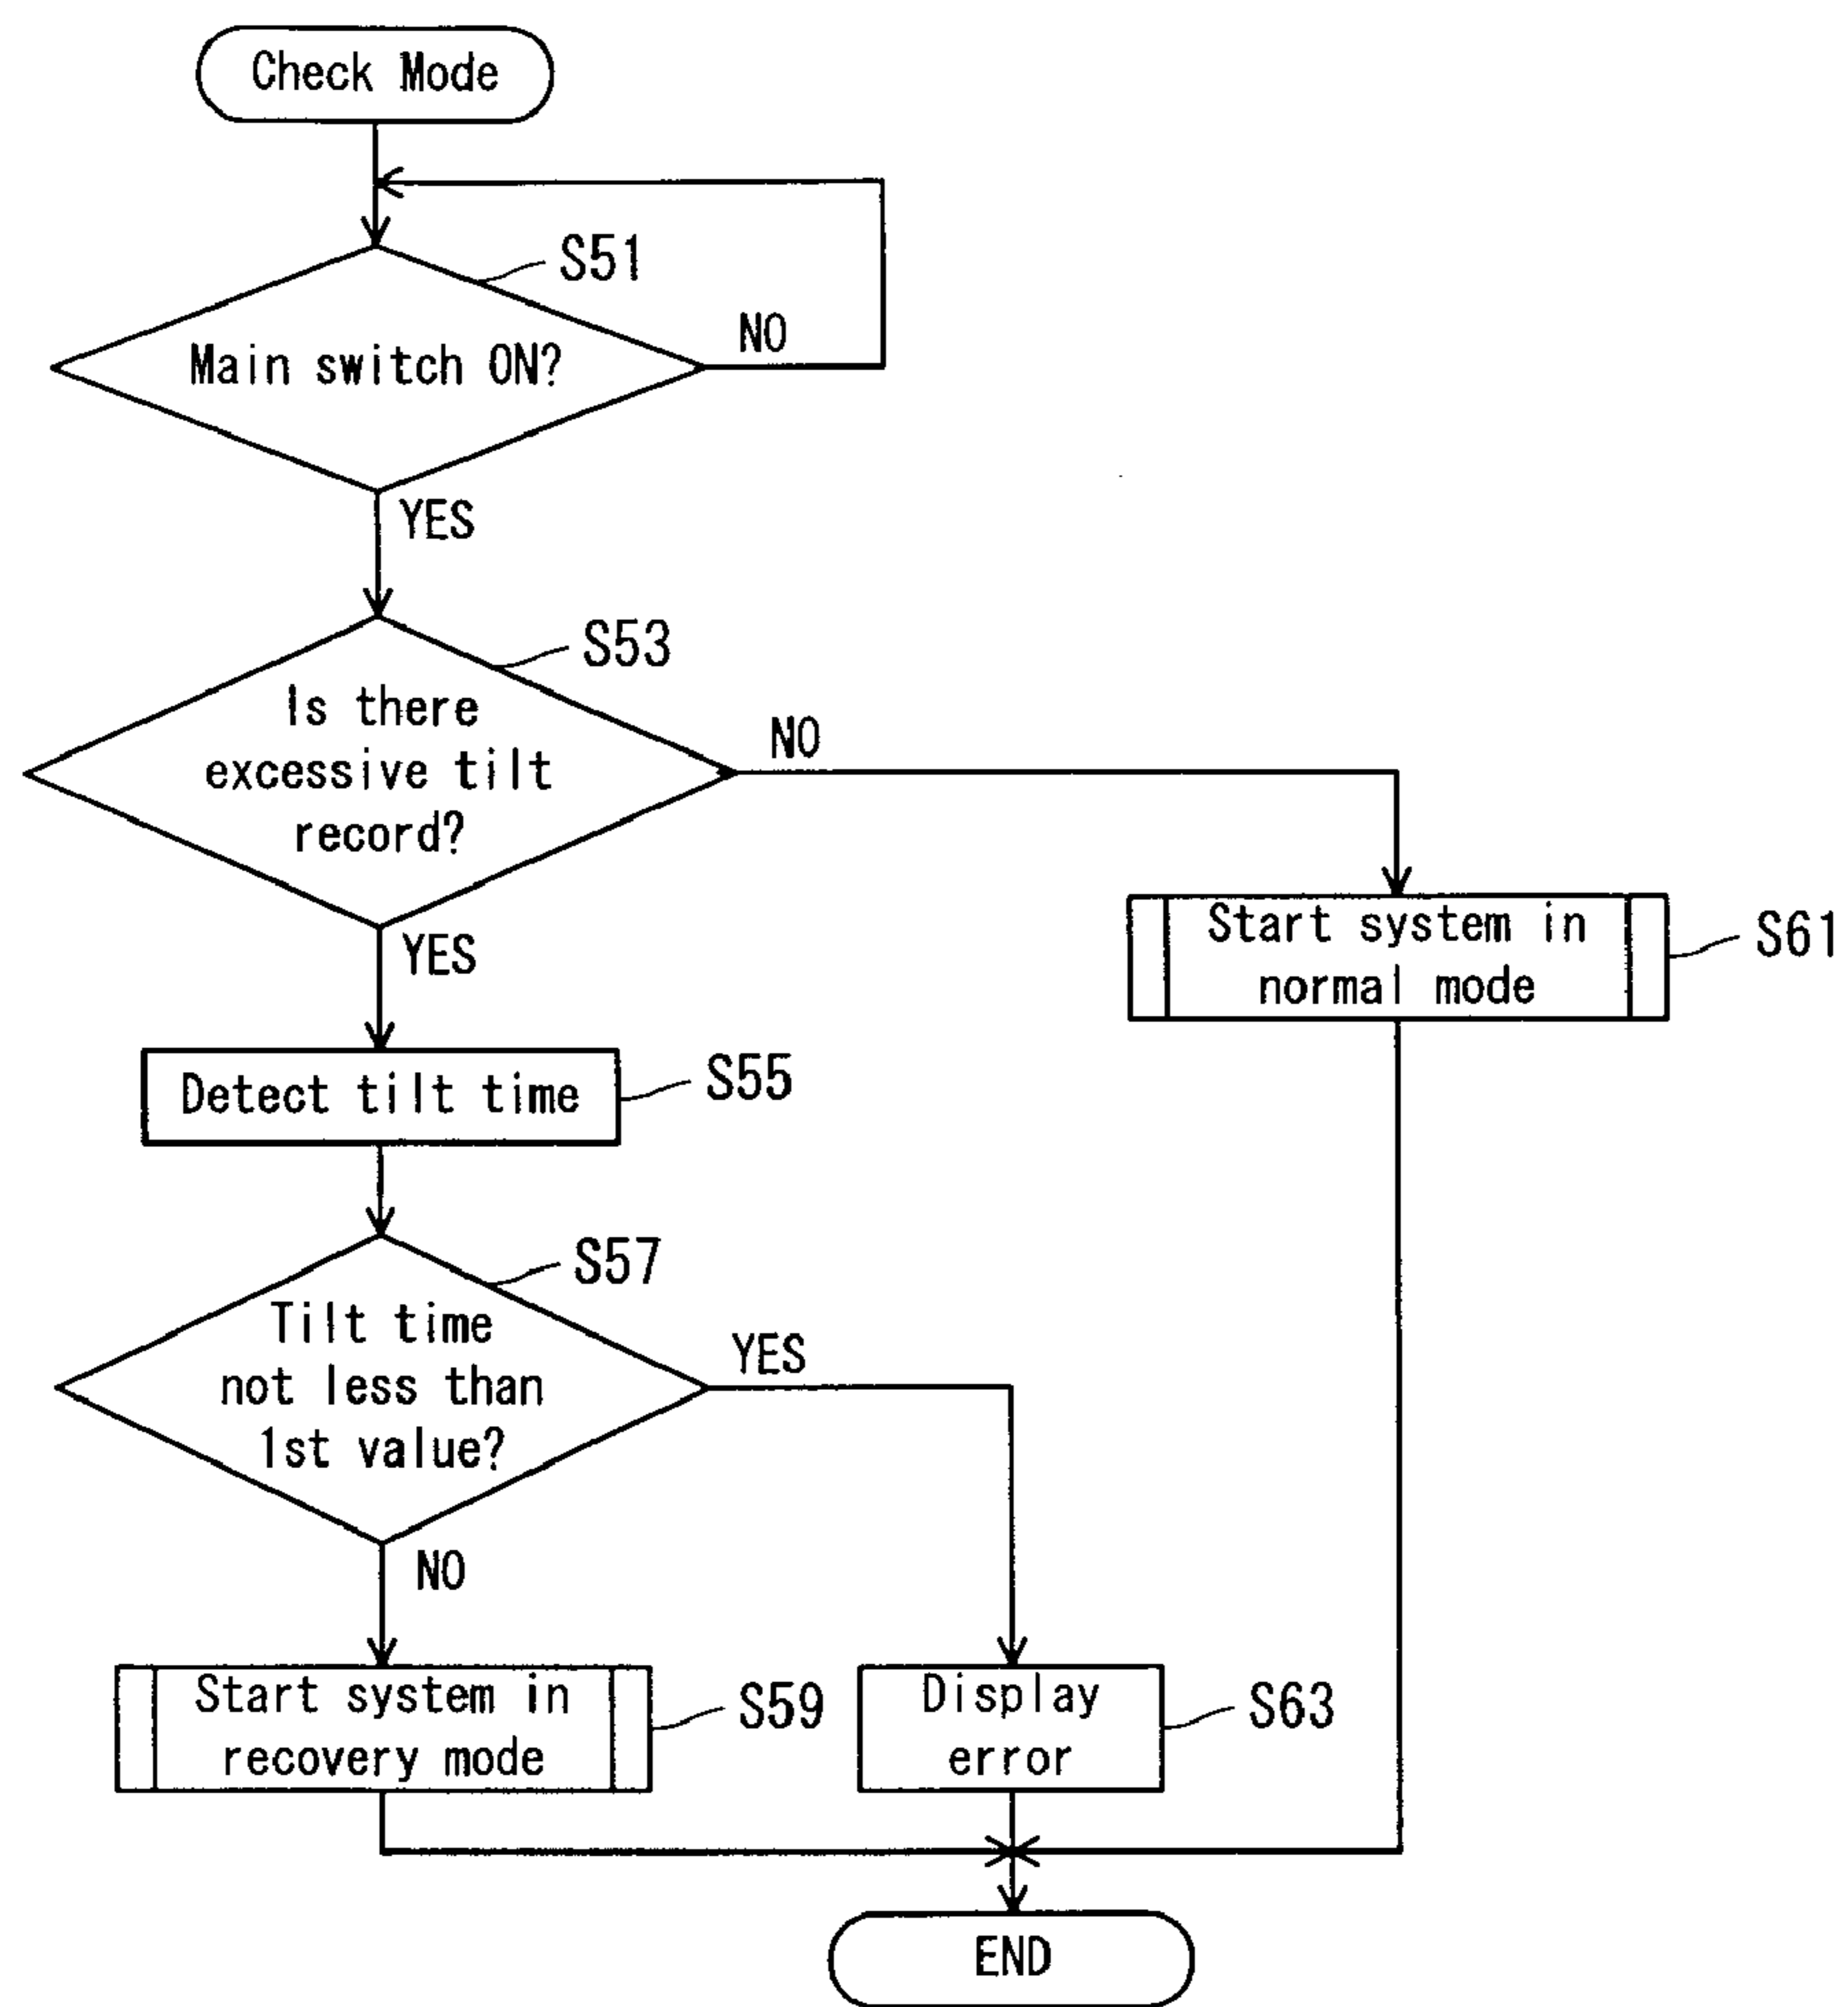 Check Mode
S51
Main switch ON?
NO
YES
S53
Is there
excessive tilt
record?
NO
YES
Start system in
normal mode
S61
Detect tilt time
S55
S57
Tilt time
not less than
1st value?
YES
NO
Start system in
recovery mode
S59
Display
error
S63
END